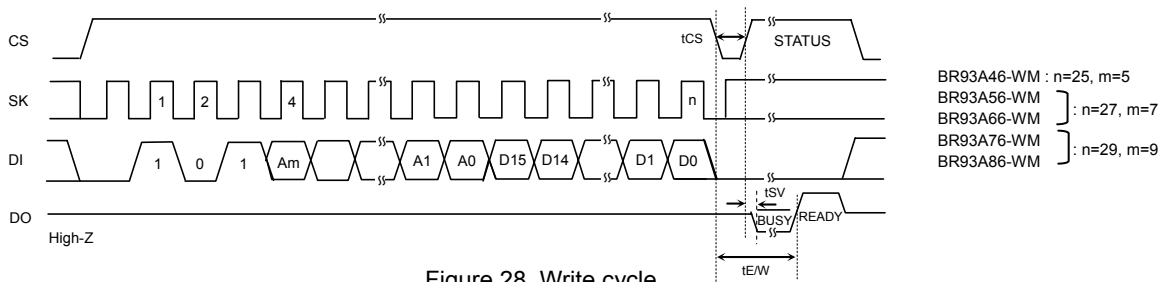 CS
tCS
STATUS
SK
1 2 4 n
DI
1 0 1 Am A1 A0 D15 D14 D1 D0
tSV
DO
BUSY READY
High-Z
tE/W
Figure 28. Write cycle
BR93A46-WM : n=25, m=5
BR93A56-WM
BR93A66-WM : n=27, m=7
BR93A76-WM
BR93A86-WM : n=29, m=9